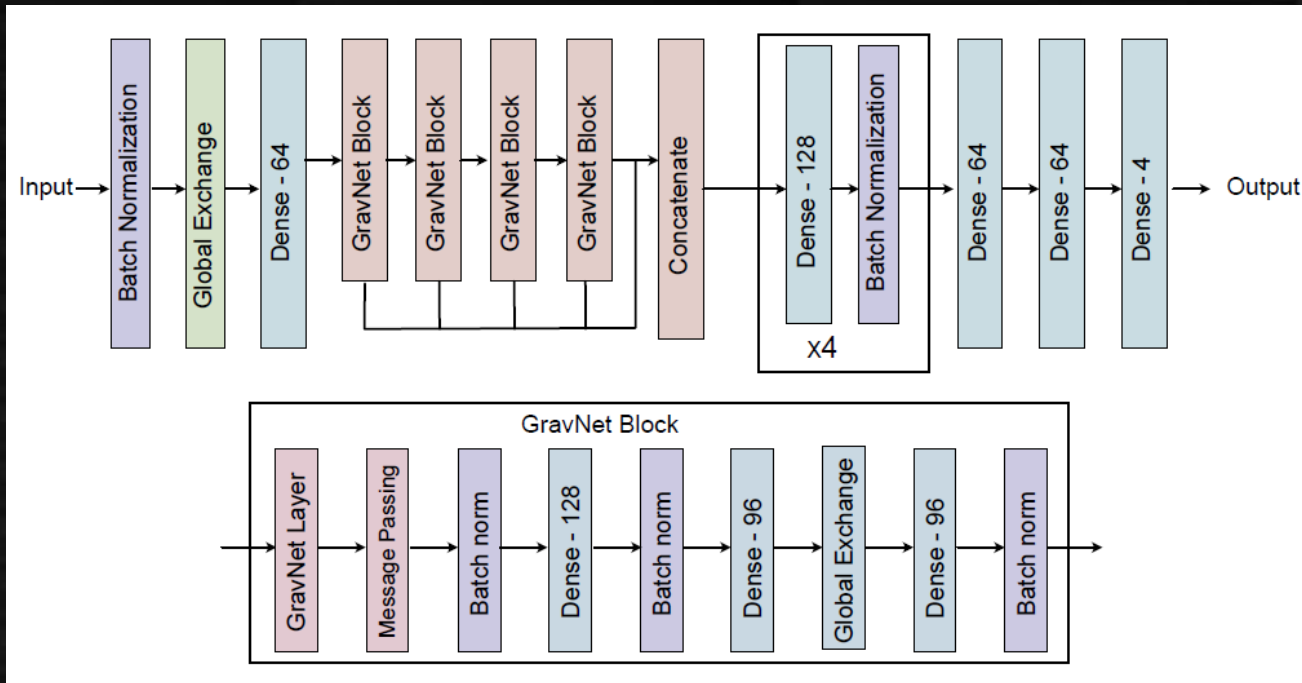 Input
Batch Normalization
Global Exchange
Dense - 64
GravNet Block
GravNet Block
GravNet Block
GravNet Block
Concatenate
Dense - 128
Batch Normalization
x4
Dense - 64
Dense - 64
Dense - 4
Output
GravNet Block
GravNet Layer
Message Passing
Batch norm
Dense - 128
Batch norm
Dense - 96
Global Exchange
Dense - 96
Batch norm